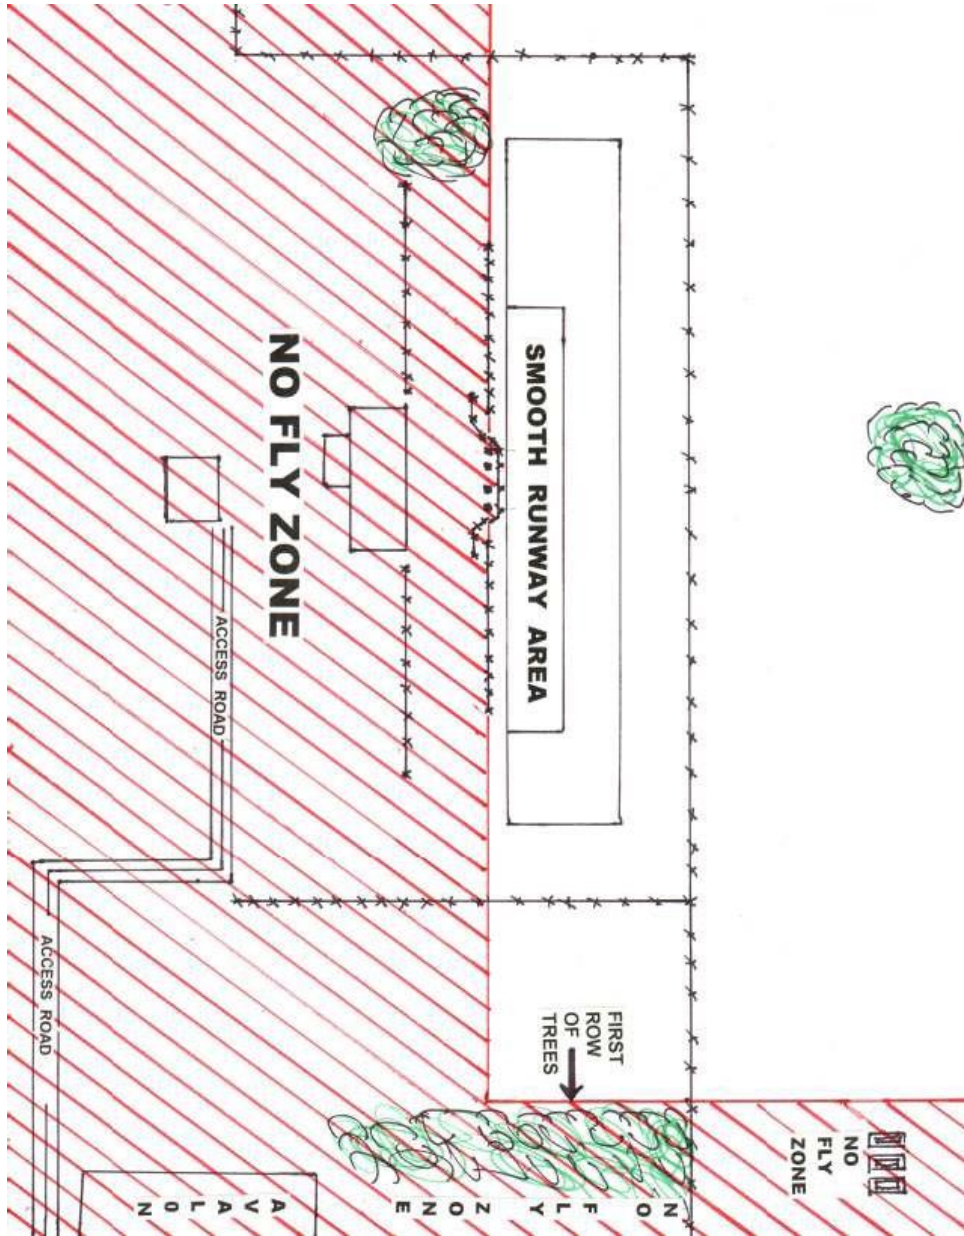 SMOOTH RUNWAY AREA
NO FLY ZONE
ACCESS ROAD
ACCESS ROAD
FIRST
ROW
OF
TREES
NO
FLY
ZONE
NO FLY ZONE
AVALON